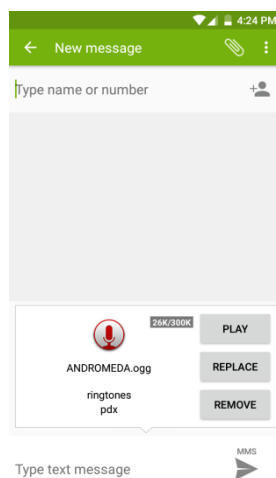 4:24 PM
New message
Type name or number
26K/300K
PLAY
ANDROMEDA.ogg
REPLACE
ringtones
pdx
REMOVE
MMS
Type text message